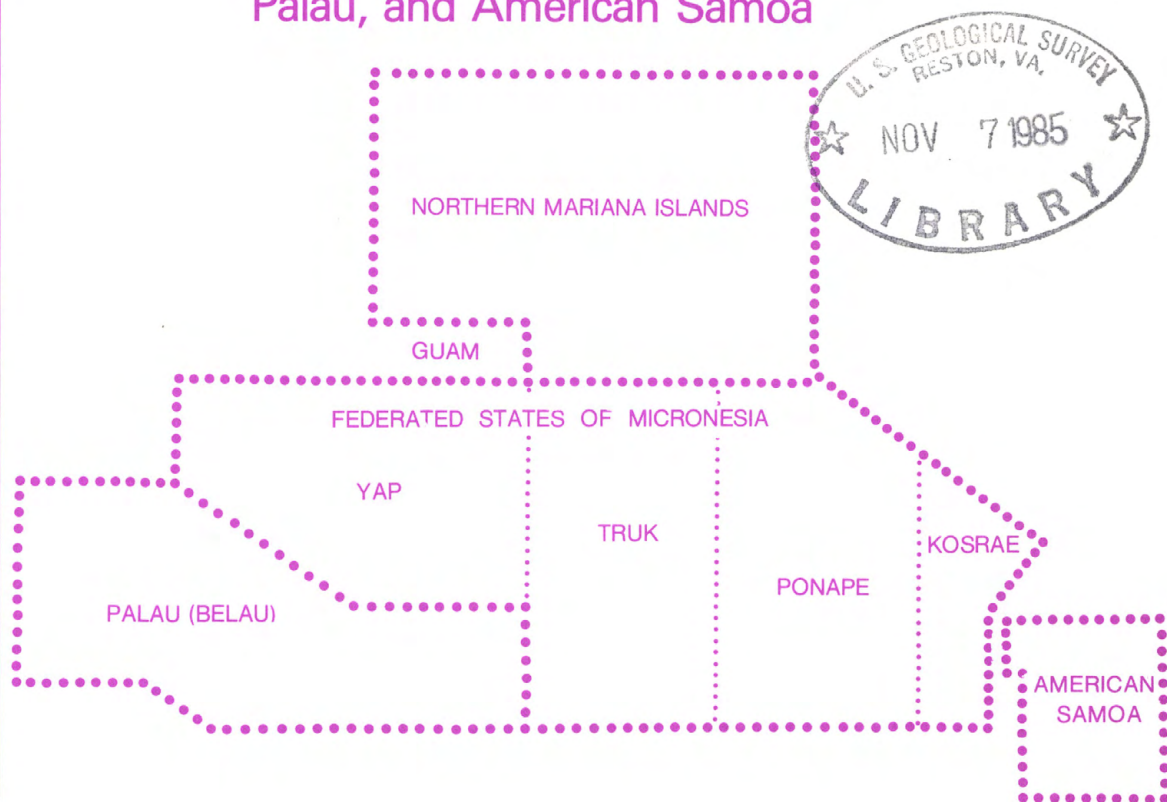 Palau, and American Samoa
U. S. GEOLOGICAL SURVEY
RESTON, VA.
NOV 7 1985
LIBRARY
NORTHERN MARIANA ISLANDS
GUAM
FEDERATED STATES OF MICRONESIA
YAP
TRUK
KOSRAE
PONAPE
PALAU (BELAU)
AMERICAN
SAMOA